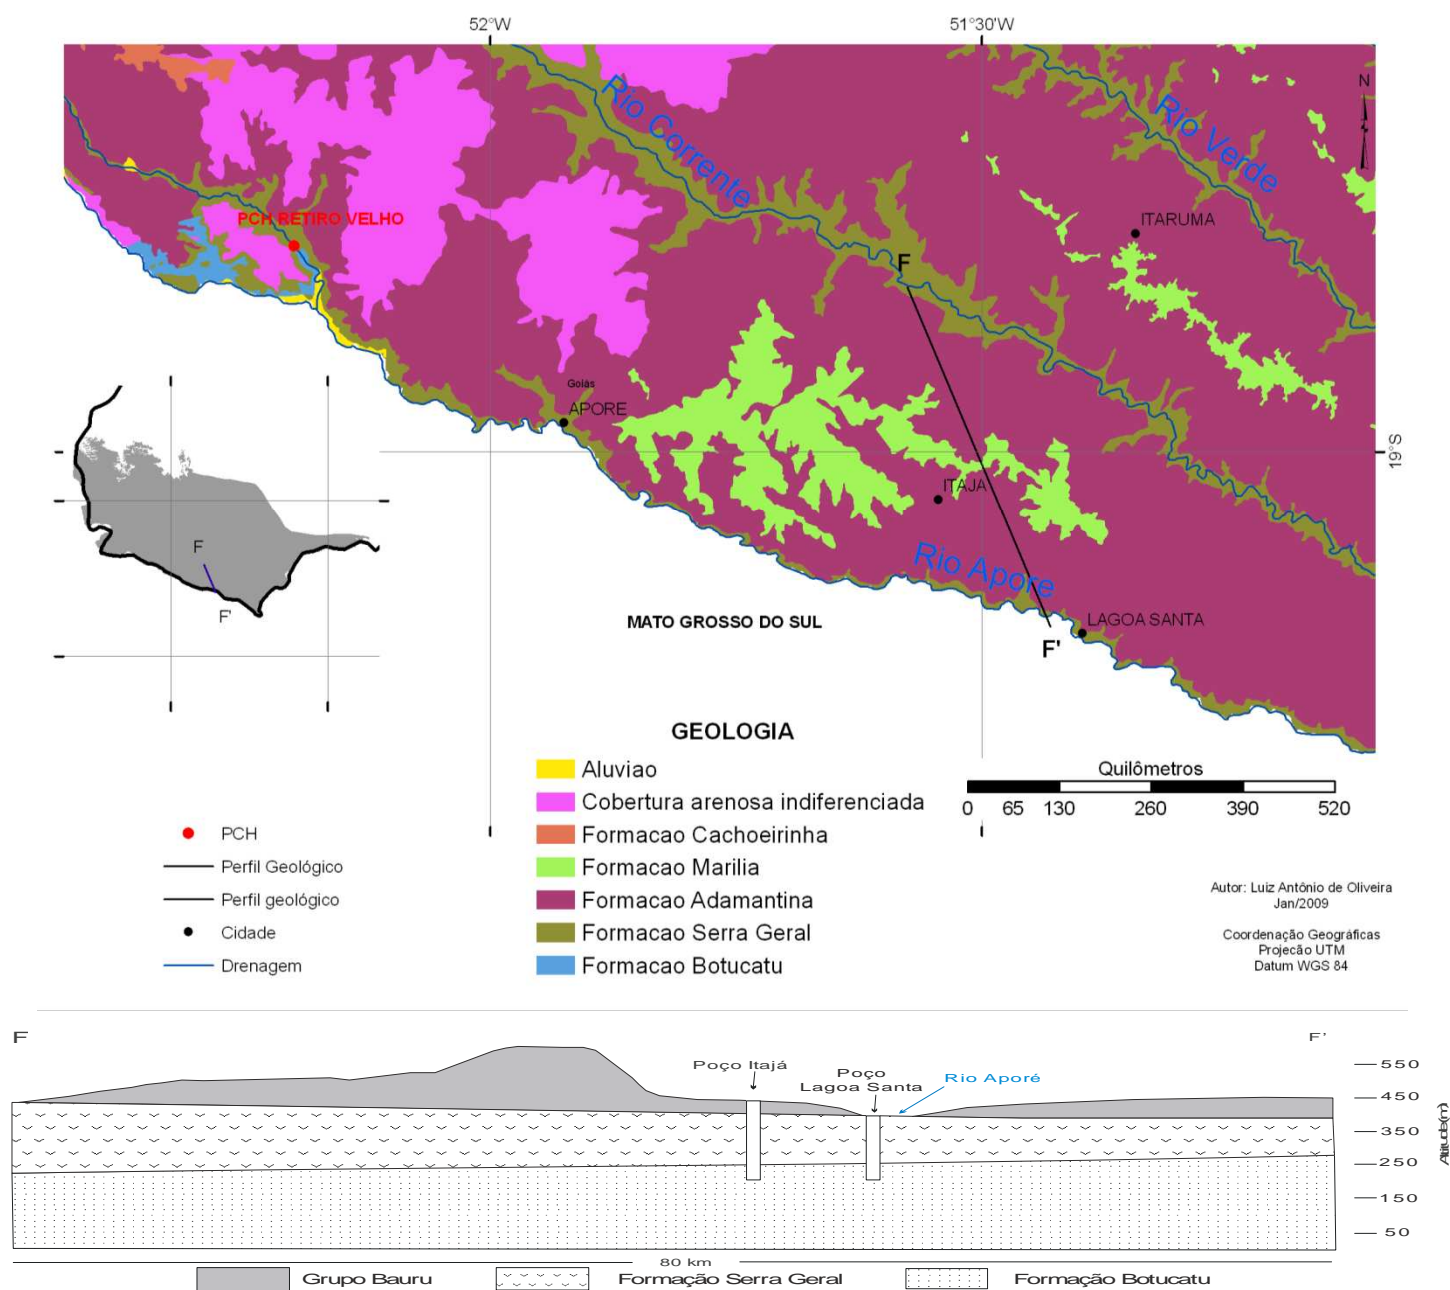 52°W
51°30'W
N
Rio Corrente
Rio Verde
PCH RETIRO VELHO
ITARUMA
F
Goiás
APORE
19°S
ITAJA
Rio Apore
F
F'
MATO GROSSO DO SUL
LAGOA SANTA
F'
GEOLOGIA
Aluviao
Cobertura arenosa indiferenciada
Formacao Cachoeirinha
Formacao Marilia
Formacao Adamantina
Formacao Serra Geral
Formacao Botucatu
Quilômetros
0 65 130 260 390 520
PCH
Perfil Geológico
Perfil geológico
Cidade
Drenagem
Autor: Luiz Antônio de Oliveira
Jan/2009
Coordenação Geográficas
Projecão UTM
Datum WGS 84
F
F'
Poço Itajá
Poço
Lagoa Santa
Rio Aporé
550
450
350
250
150
50
Altitude(m)
80 km
Grupo Bauru
Formação Serra Geral
Formação Botucatu